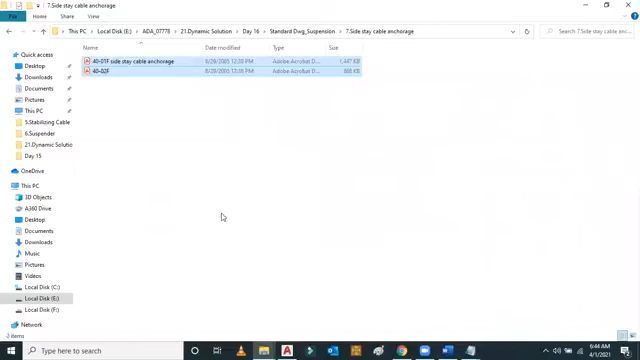 7.Side stay cable anchorage
File Home Share View
This PC > Local Disk (E:) > ADA_07778 > 21.Dynamic Solution > Day 16 > Standard Dwg_Suspension > 7.Side stay cable anchorage
Search 7.Side stay cable anch...
Name Date modified Type Size
40-01F side stay cable anchorage 8/29/2005 12:38 PM Adobe Acrobat D... 1,447 KB
40-02F 8/29/2005 12:38 PM Adobe Acrobat D... 888 KB
Quick access
Desktop
Downloads
Documents
Pictures
This PC
5.Stabilizing Cable
6.Suspender
21.Dynamic Solutio
Day 15
OneDrive
This PC
3D Objects
A360 Drive
Desktop
Documents
Downloads
Music
Pictures
Videos
Local Disk (C:)
Local Disk (E:)
Local Disk (F:)
Network
2 items
Type here to search
6:44 AM
4/1/2021